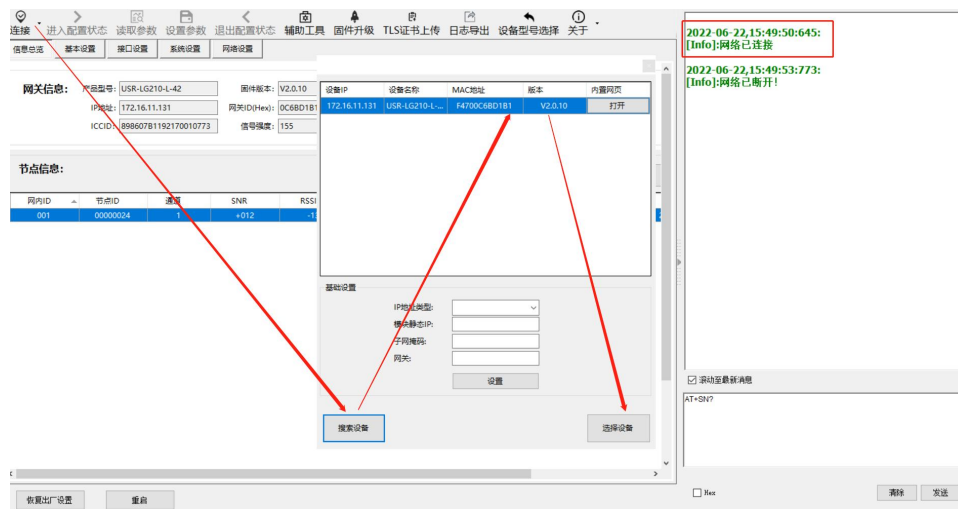 连接 进入配置状态 读取参数 设置参数 退出配置状态 辅助工具 固件升级 TLS证书上传 日志导出 设备型号选择 关于
信息总览 基本设置 接口设置 系统设置 网络设置
网关信息: 产品型号: USR-LG210-L-42 固件版本: V2.0.10
IP地址: 172.16.11.131 网关ID(Hex): 0C6BD1B1
ICCID: 898607B1192170010773 信号强度: 155
节点信息:
网内ID 节点ID 通道 SNR RSSI
001 00000024 1 +012
设备IP 设备名称 MAC地址 版本 内置网页
172.16.11.131 USR-LG210-L-... F4700C6BD1B1 V2.0.10 打开
基础设置
IP地址类型:
模块静态IP:
子网掩码:
网关:
设置
搜索设备 选择设备
恢复出厂设置 重启
2022-06-22,15:49:50:645:
[Info]:网络已连接
2022-06-22,15:49:53:773:
[Info]:网络已断开!
滚动至最新消息
AT+SN?
Hex 清除 发送